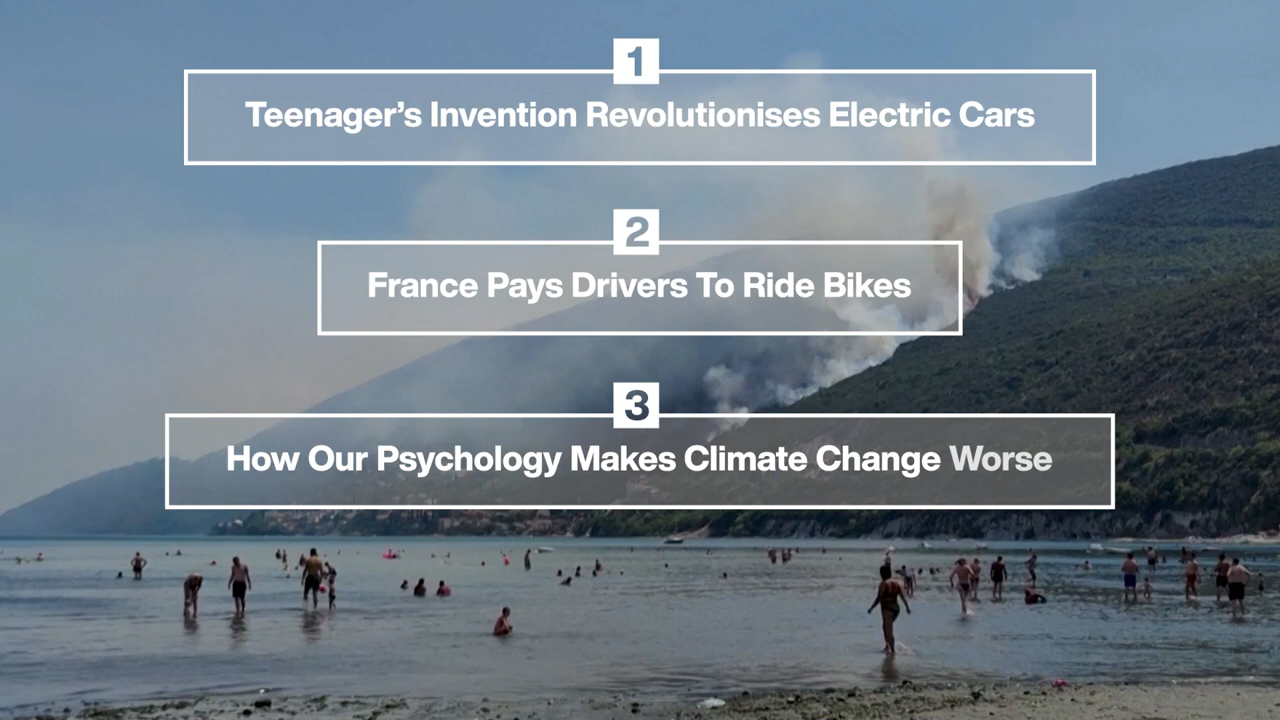 1
Teenager’s Invention Revolutionises Electric Cars
2
France Pays Drivers To Ride Bikes
3
How Our Psychology Makes Climate Change Worse